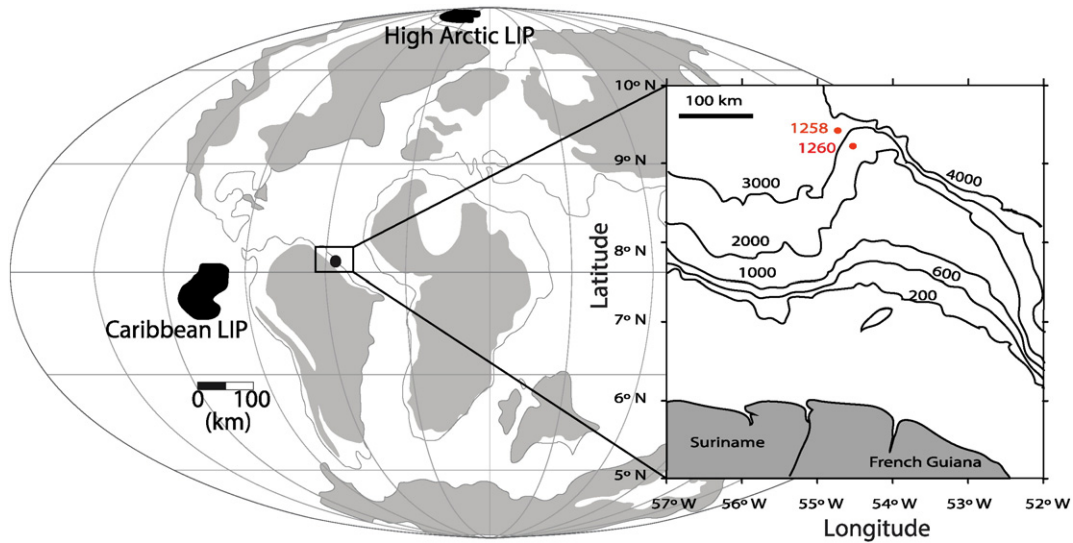 High Arctic LIP
Caribbean LIP
0 100
(km)
10° N
9° N
8° N
7° N
6° N
5° N
Latitude
100 km
1258
1260
3000
4000
2000
1000
600
200
Suriname
French Guiana
57° W 56° W 55° W 54° W 53° W 52° W
Longitude